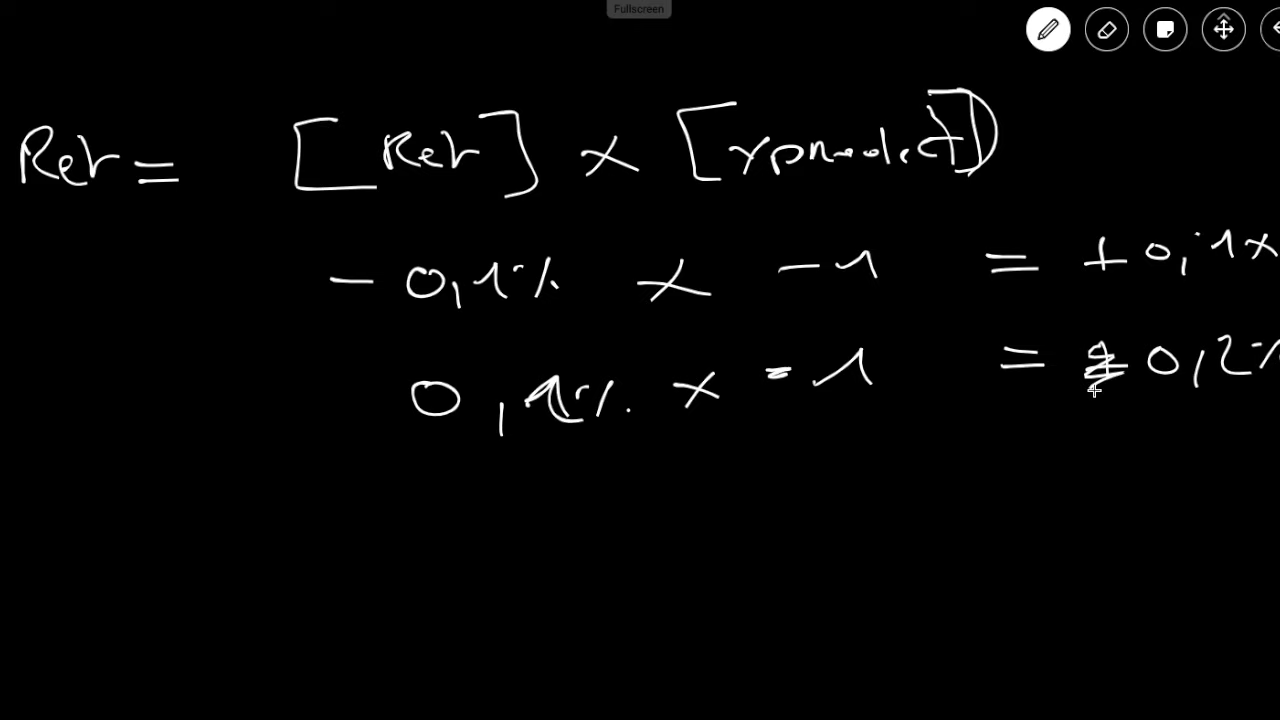 Fullscreen
Ret = [Ret] x [ypredict]
- 0,1% x -1 = +0,1%
0,1% x -1 = 0,2%